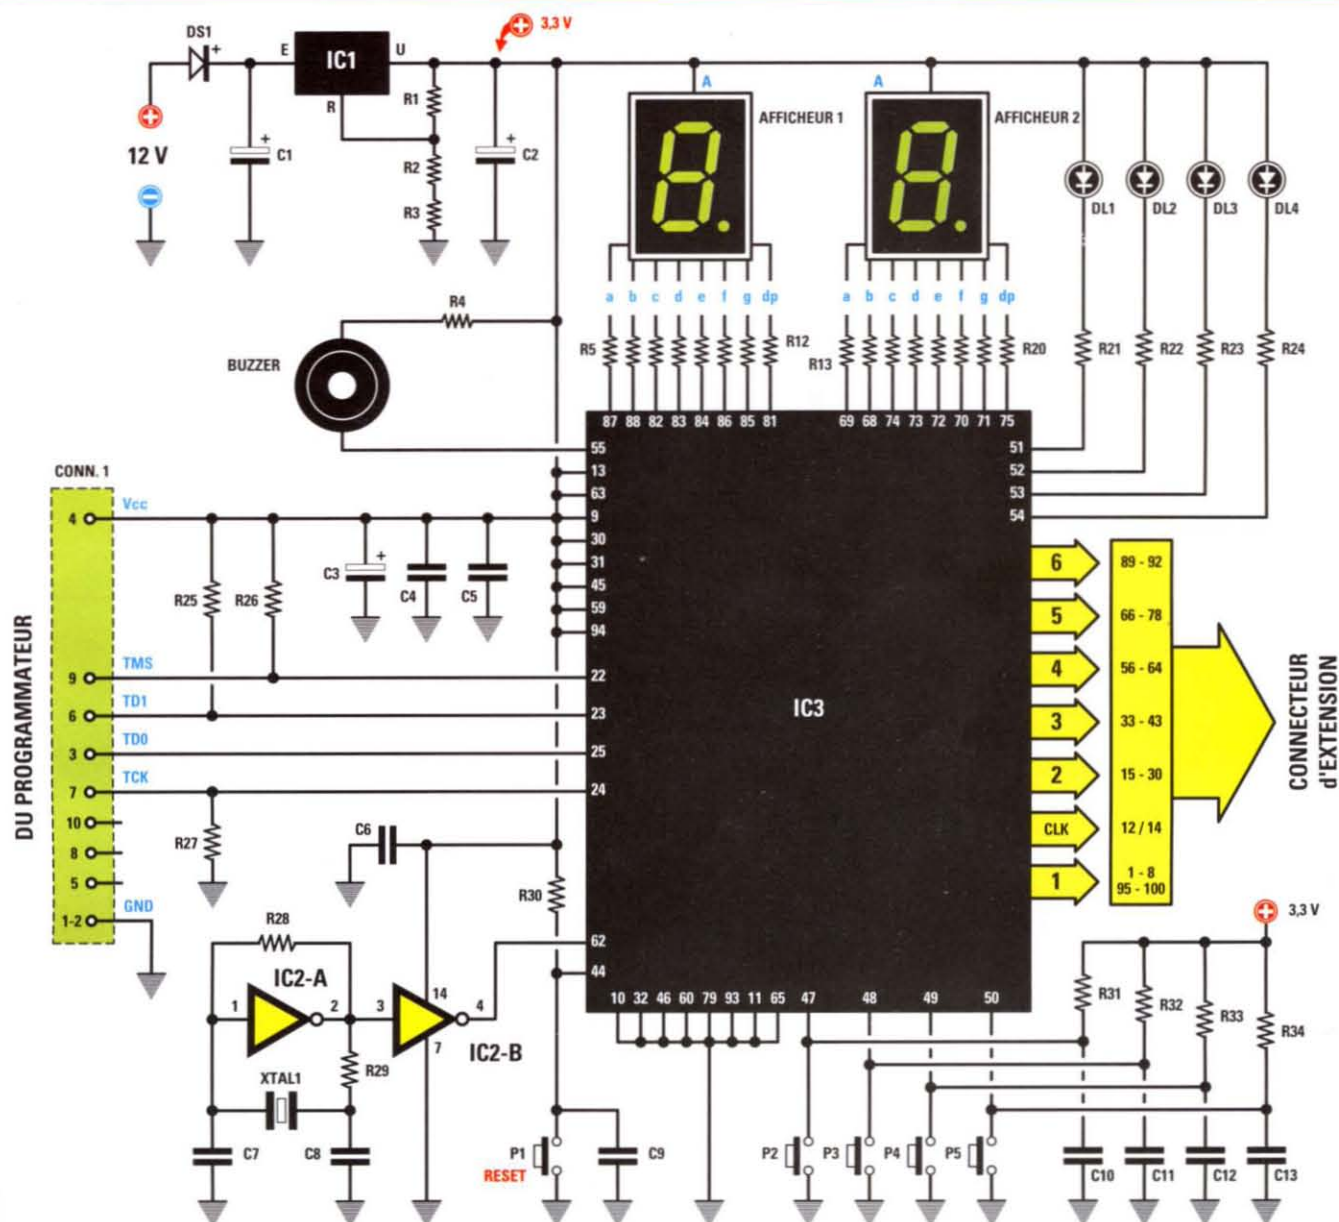 DS1
+
E
IC1
U
R
3,3 V
12 V
+
C1
R1
R2
R3
+
C2
A
AFFICHEUR 1
A
AFFICHEUR 2
DL1
DL2
DL3
DL4
a b c d e f g dp
a b c d e f g dp
R4
R5
R12
R13
R20
R21
R22
R23
R24
BUZZER
87 88 82 83 84 86 85 81
69 68 74 73 72 70 71 75
55
13
63
9
30
31
45
59
94
22
23
25
24
62
44
51
52
53
54
IC3
CONN. 1
DU PROGRAMMATEUR
4
Vcc
9
TMS
6
TD1
3
TD0
7
TCK
10
8
5
1-2
GND
R25
R26
C3
+
C4
C5
R27
C6
R30
R28
IC2-A
1
2
3
14
4
7
IC2-B
R29
XTAL1
C7
C8
P1
RESET
C9
10 32 46 60 79 93 11 65 47 48 49 50
P2
P3
P4
P5
6
89 - 92
5
66 - 78
4
56 - 64
3
33 - 43
2
15 - 30
CLK
12 / 14
1
1 - 8
95 - 100
CONNECTEUR
d'EXTENSION
3,3 V
R31
R32
R33
R34
C10
C11
C12
C13